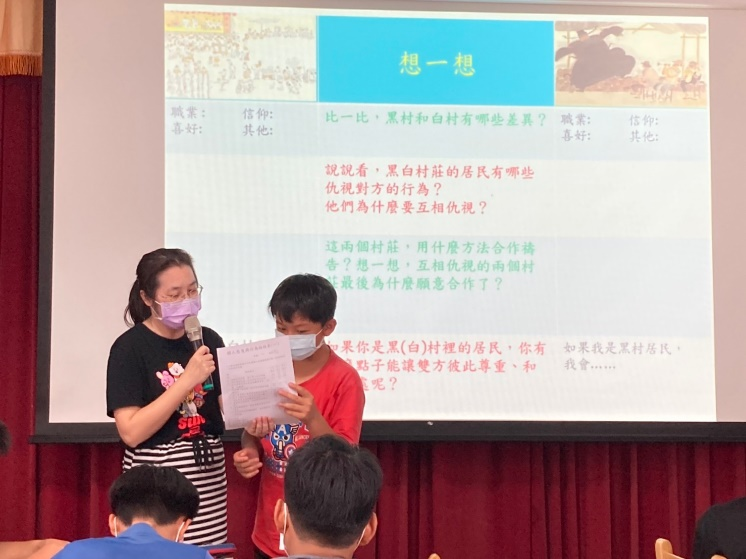 想一想
職業： 信仰:
喜好: 其他:
比一比，黑村和白村有哪些差異？
職業： 信仰:
喜好: 其他:
說說看，黑白村莊的居民有哪些
仇視對方的行為？
他們為什麼要互相仇視？
這兩個村莊，用什麼方法合作禱
告？想一想，互相仇視的兩個村
莊最後為什麼願意合作了？
如果你是黑(白)村裡的居民，你有
點子能讓雙方彼此尊重、和
呢？
如果我是黑村居民，
我會……